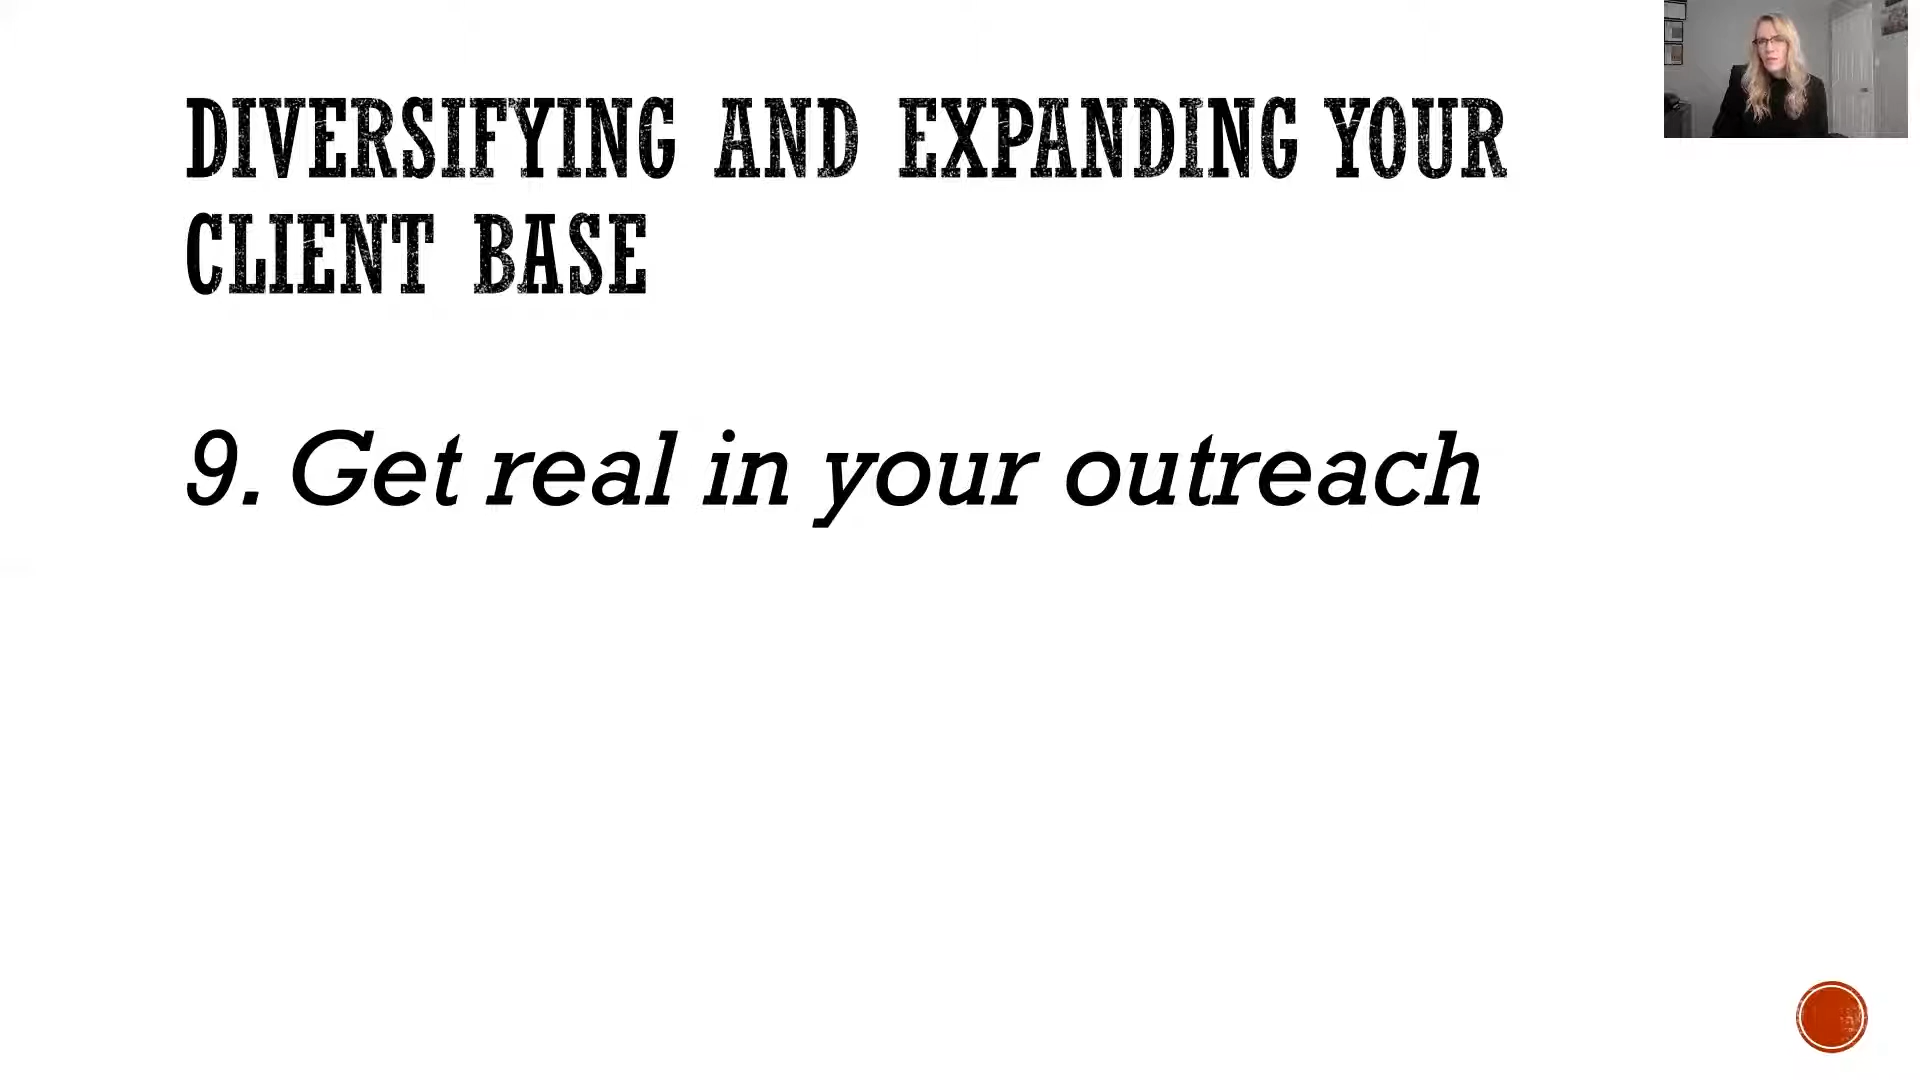 DIVERSIFYING AND EXPANDING YOUR
CLIENT BASE
9. Get real in your outreach